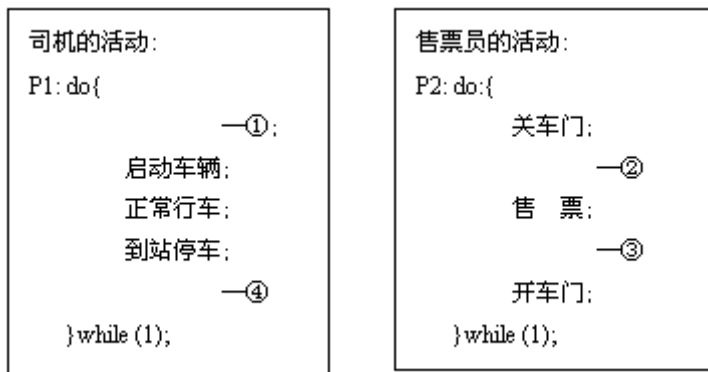 司机的活动:
P1: do{
—①;
启动车辆;
正常行车;
到站停车;
—④
}while (1);
售票员的活动:
P2: do:{
关车门;
—②
售 票;
—③
开车门;
}while (1);